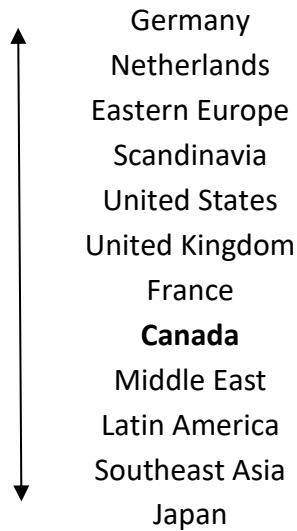 Germany
Netherlands
Eastern Europe
Scandinavia
United States
United Kingdom
France
Canada
Middle East
Latin America
Southeast Asia
Japan